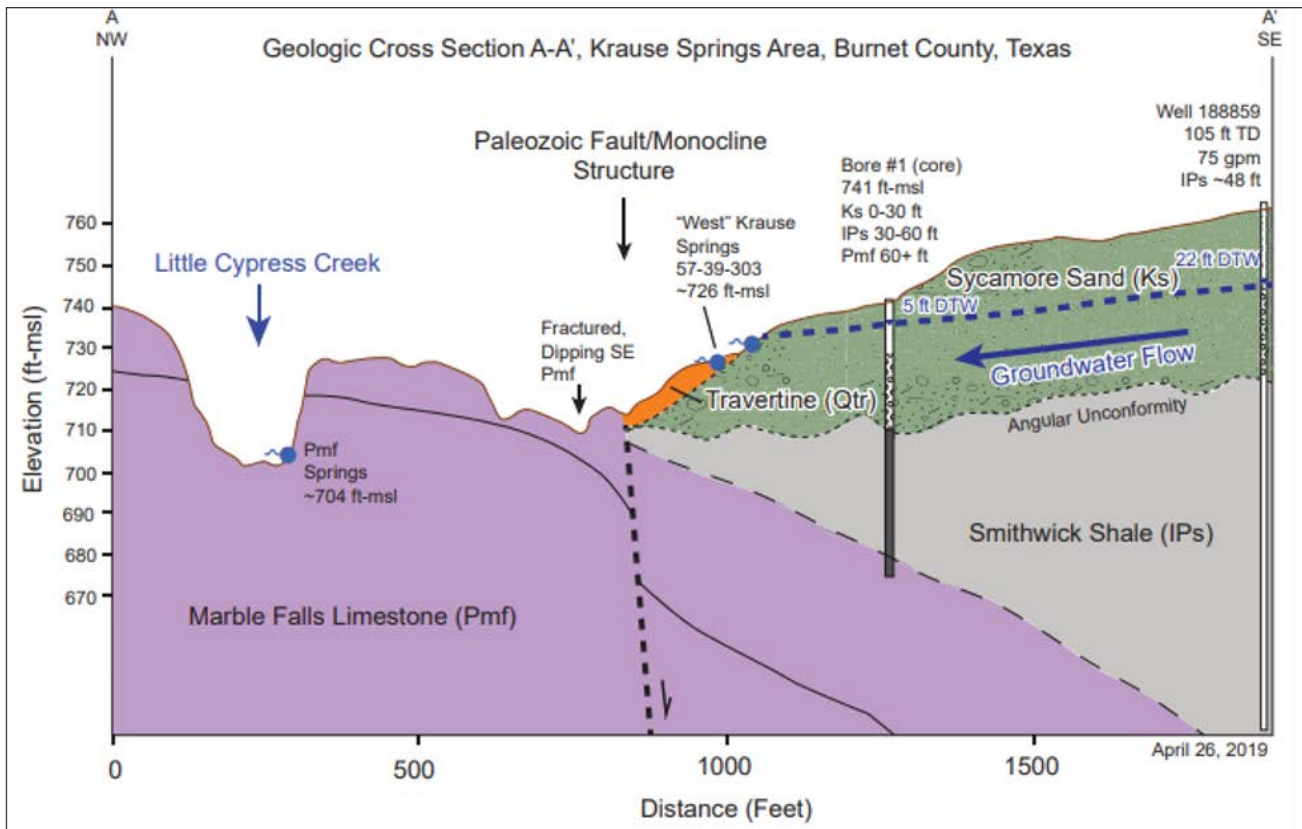 A
NW
A'
SE
Geologic Cross Section A-A', Krause Springs Area, Burnet County, Texas
Paleozoic Fault/Monocline
Structure
Well 188859
105 ft TD
75 gpm
IPs ~48 ft
Bore #1 (core)
741 ft-msl
Ks 0-30 ft
IPs 30-60 ft
Pmf 60+ ft
"West" Krause
Springs
57-39-303
~726 ft-msl
Little Cypress Creek
Fractured,
Dipping SE
Pmf
22 ft DTW
Sycamore Sand (Ks)
5 ft DTW
Groundwater Flow
Travertine (Qtr)
Angular Unconformity
Pmf
Springs
~704 ft-msl
Smithwick Shale (IPs)
Marble Falls Limestone (Pmf)
Elevation (ft-msl)
760
750
740
730
720
710
700
690
680
670
0
500
1000
1500
April 26, 2019
Distance (Feet)